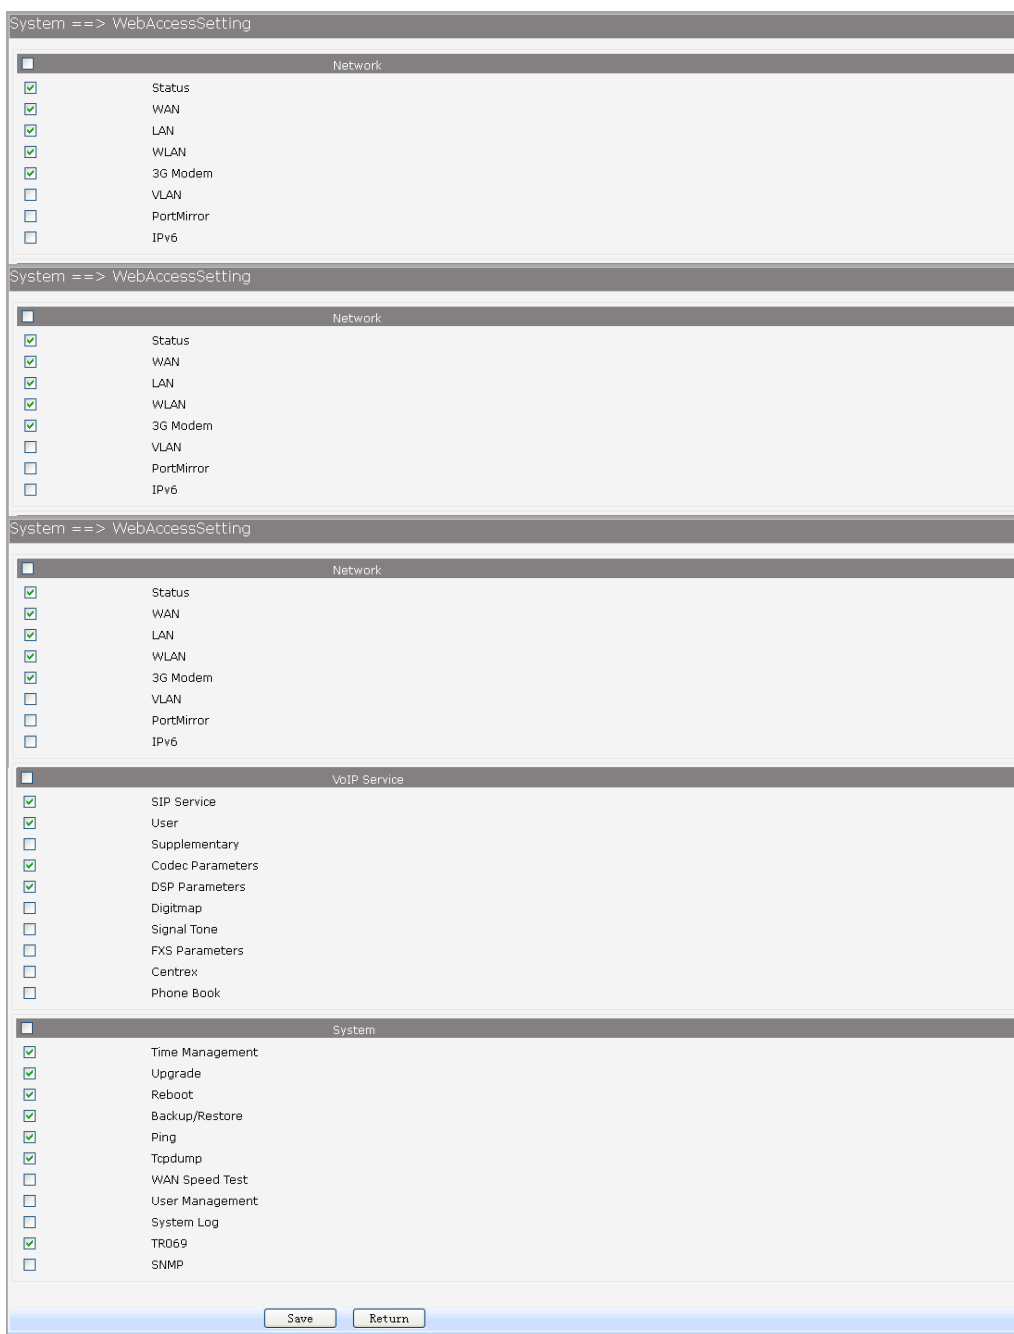 System ==> WebAccessSetting
Network
Status
WAN
LAN
WLAN
3G Modem
VLAN
PortMirror
IPv6
System ==> WebAccessSetting
Network
Status
WAN
LAN
WLAN
3G Modem
VLAN
PortMirror
IPv6
System ==> WebAccessSetting
Network
Status
WAN
LAN
WLAN
3G Modem
VLAN
PortMirror
IPv6
VoIP Service
SIP Service
User
Supplementary
Codec Parameters
DSP Parameters
Digitmap
Signal Tone
FXS Parameters
Centrex
Phone Book
System
Time Management
Upgrade
Reboot
Backup/Restore
Ping
Tcpdump
WAN Speed Test
User Management
System Log
TR069
SNMP
Save Return